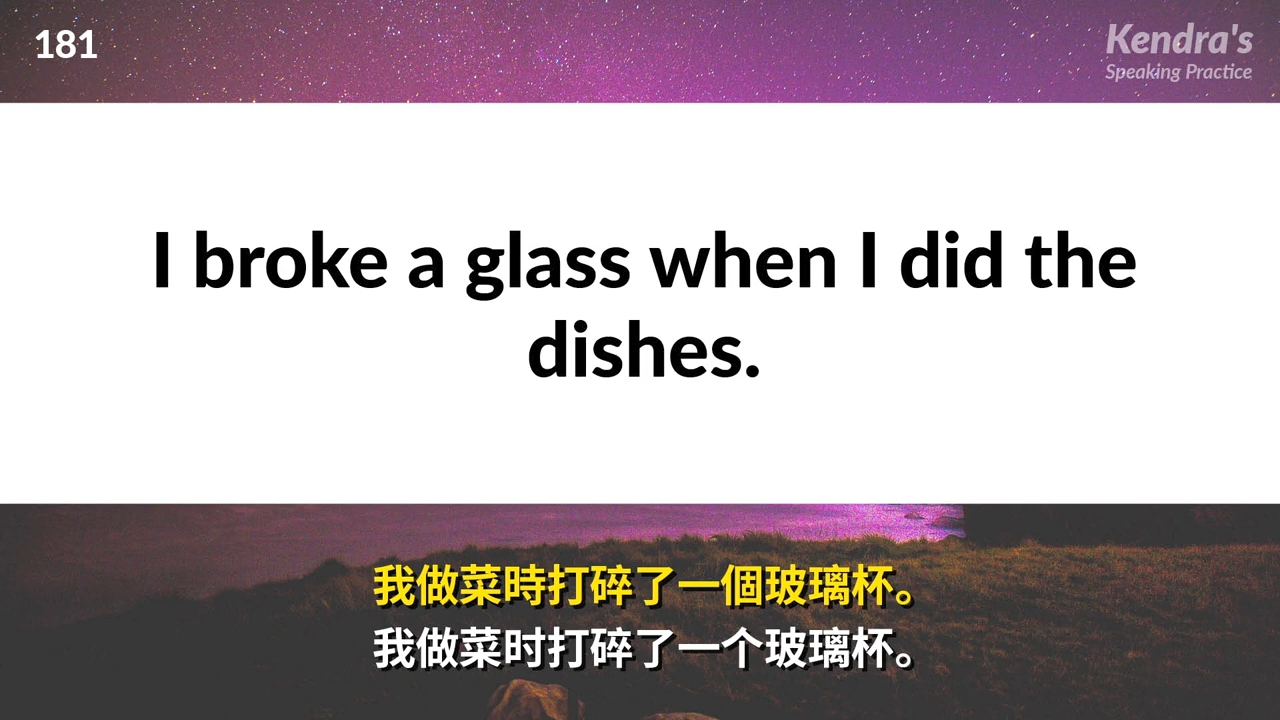 181
Kendra's
Speaking Practice
I broke a glass when I did the
dishes.
我做菜時打碎了一個玻璃杯。
我做菜时打碎了一个玻璃杯。